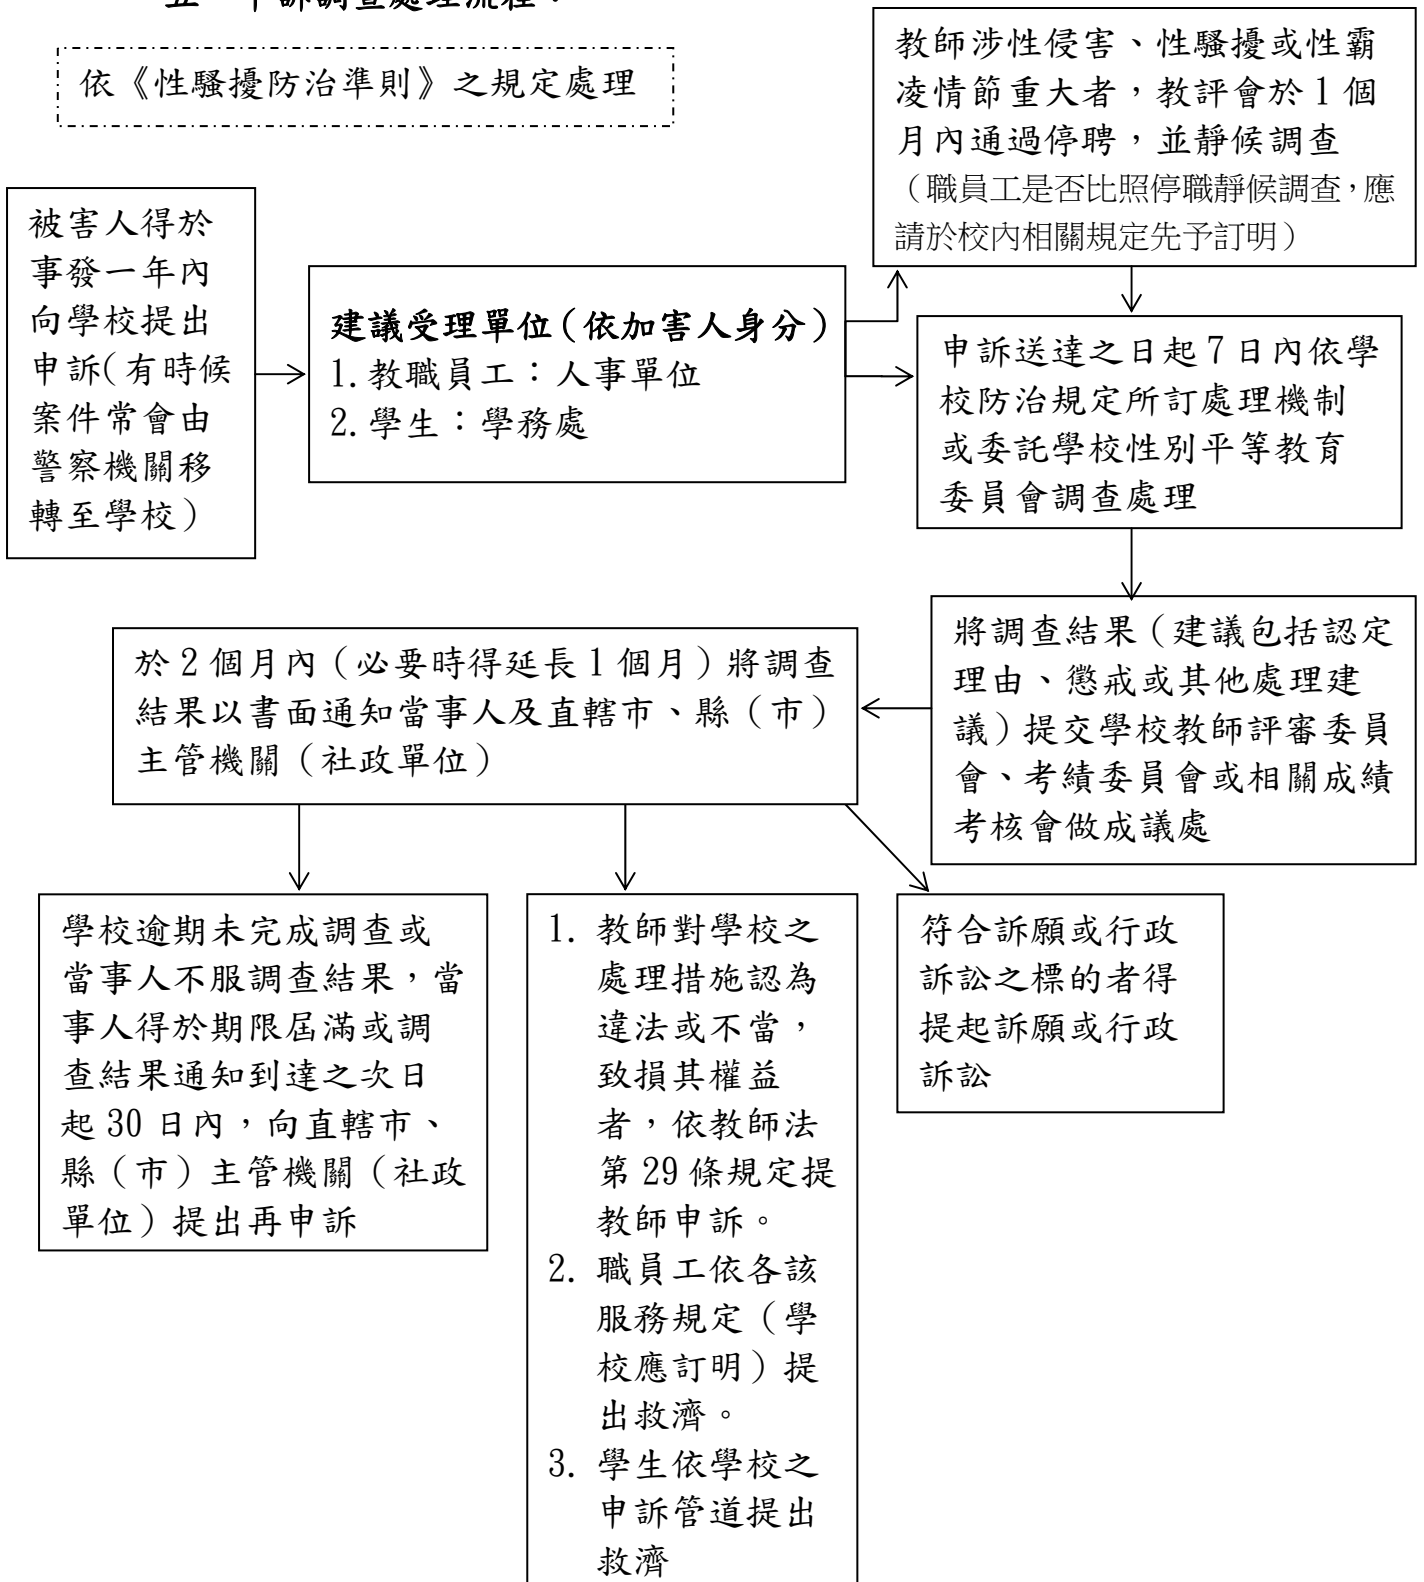 五、申訴調查處理流程：
依《性騷擾防治準則》之規定處理
教師涉性侵害、性騷擾或性霸
凌情節重大者，教評會於1個
月內通過停聘，並靜候調查
（職員工是否比照停職靜候調查，應
請於校內相關規定先予訂明）
被害人得於
事發一年內
向學校提出
申訴(有時候
案件常會由
警察機關移
轉至學校)
建議受理單位(依加害人身分)
1.教職員工：人事單位
2.學生：學務處
申訴送達之日起7日內依學
校防治規定所訂處理機制
或委託學校性別平等教育
委員會調查處理
將調查結果（建議包括認定
理由、懲戒或其他處理建
議）提交學校教師評審委員
會、考績委員會或相關成績
考核會做成議處
於2個月內（必要時得延長1個月）將調查
結果以書面通知當事人及直轄市、縣（市）
主管機關（社政單位）
學校逾期未完成調查或
當事人不服調查結果，當
事人得於期限屆滿或調
查結果通知到達之次日
起30日內，向直轄市、
縣（市）主管機關（社政
單位）提出再申訴
1. 教師對學校之
處理措施認為
違法或不當，
致損其權益
者，依教師法
第29條規定提
教師申訴。
2. 職員工依各該
服務規定（學
校應訂明）提
出救濟。
3. 學生依學校之
申訴管道提出
救濟
符合訴願或行政
訴訟之標的者得
提起訴願或行政
訴訟